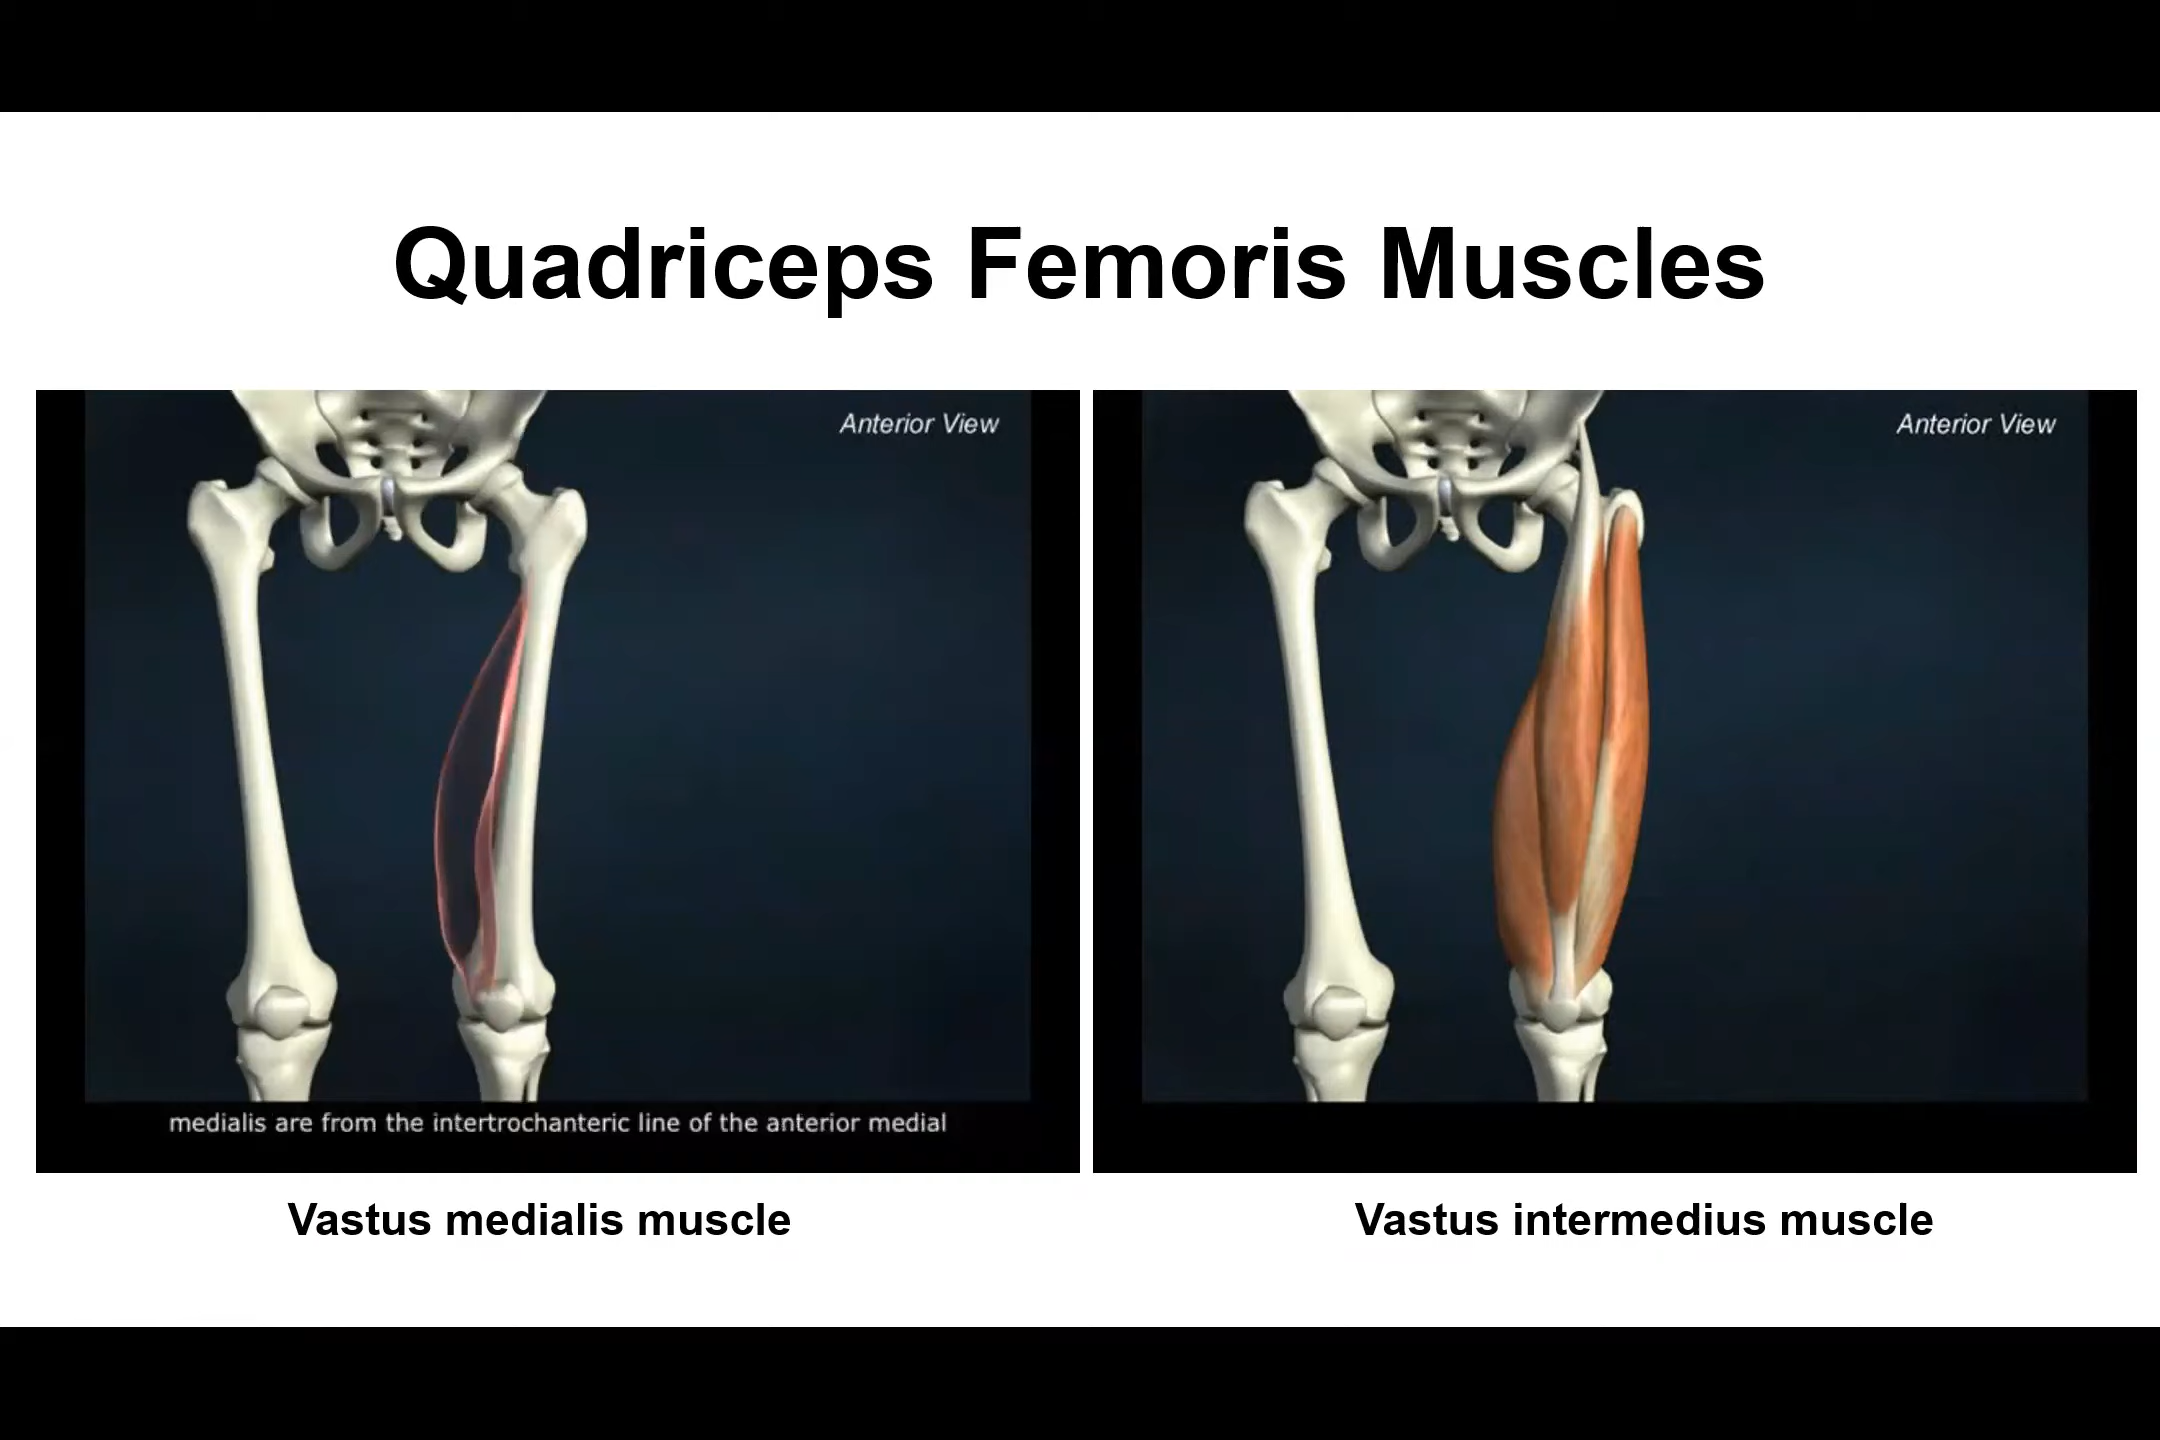 Quadriceps Femoris Muscles
Anterior View
Anterior View
medialis are from the intertrochanteric line of the anterior medial
Vastus medialis muscle
Vastus intermedius muscle